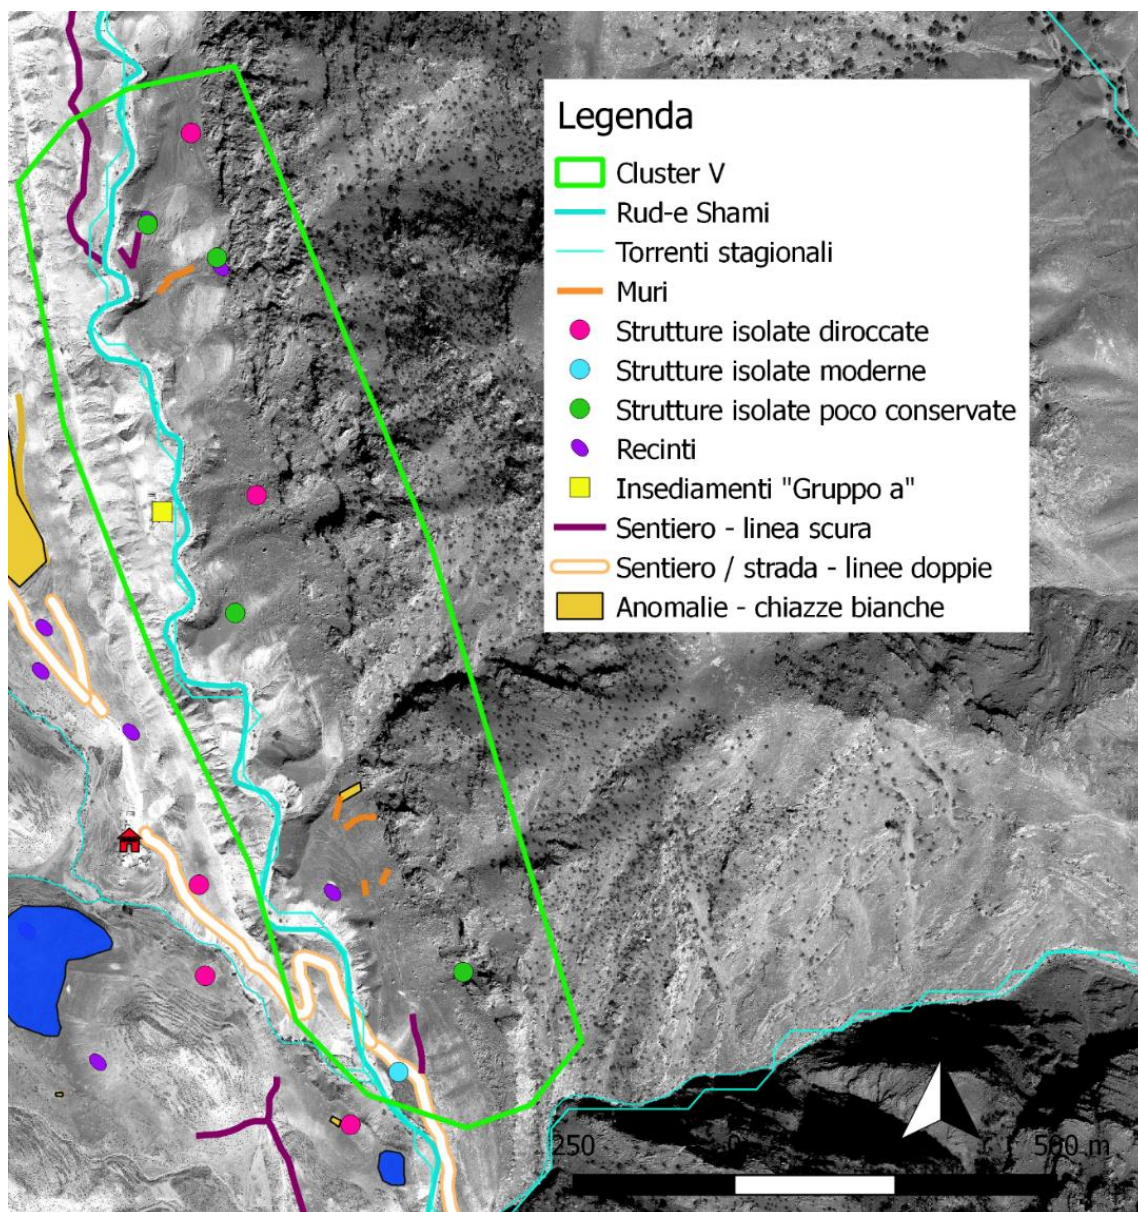 Legenda
Cluster V
Rud-e Shami
Torrenti stagionali
Muri
Strutture isolate diroccate
Strutture isolate moderne
Strutture isolate poco conservate
Recinti
Insediamenti "Gruppo a"
Sentiero - linea scura
Sentiero / strada - linee doppie
Anomalie - chiazze bianche
250 0 500 m